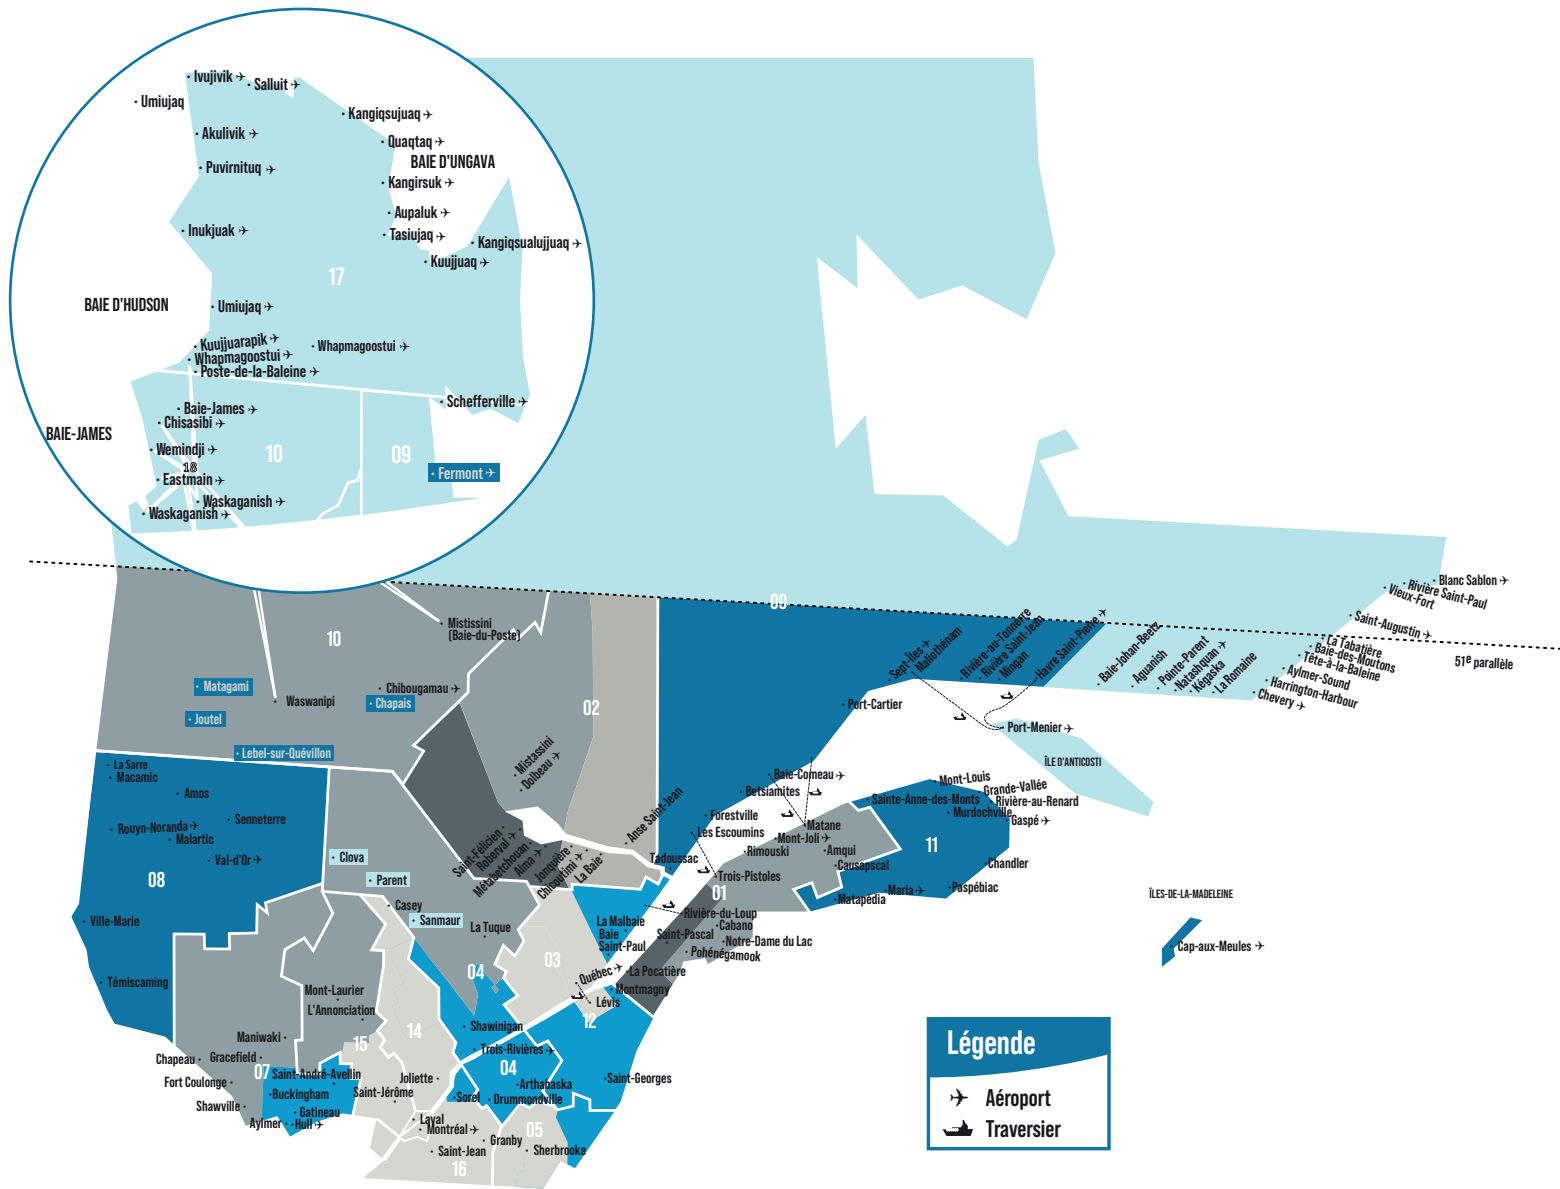 Ivujivik
Salluit
Umiujaq
Kangiqsujuaq
Akulivik
Quaqtaq
BAIE D'UNGAVA
Puvirnituq
Kangirsuk
Aupaluk
Inukjuak
Tasiujaq
Kangiqsualujjuaq
Kuujjuaq
17
BAIE D'HUDSON
Umiujaq
Kuujjuarapik
Whapmagoostui
Whapmagoostui
Poste-de-la-Baleine
Schefferville
Baie-James
Chisasibi
BAIE-JAMES
Wemindji
10
09
18
Fermont
Eastmain
Waskaganish
Waskaganish
Blanc Sablon
Rivière Saint-Paul
Vieux-Fort
Saint-Augustin
La Tabatière
Baie-des-Moutons
Tête-à-la-Baleine
Aylmer-Sound
Harrington-Harbour
Chevery
51e parallèle
09
Sept-Îles
Maliothénam
Rivière-au-Tonnerre
Rivière Saint-Jean
Mingan
Havre Saint-Pierre
Baie-Johan-Beetz
Aguanish
Pointe-Parent
Natashquan
Kégaska
La Romaine
Mistissini
(Baie-du-Poste)
10
Matagami
Waswanipi
Chibougamau
Chapais
Joutel
02
Port-Cartier
Port-Menier
ÎLE D'ANTICOSTI
Lebel-sur-Quévillon
La Sarre
Macamic
Amos
Senneterre
Rouyn-Noranda
Malartic
Val-d'Or
08
Ville-Marie
Témiscaming
Mistassini
Dolbeau
Saint-Félicien
Roberval
Métabetchouan
Alma
Jonquière
Chicoutimi
La Baie
Anse Saint-Jean
Baie-Comeau
Betsiamites
Forestville
Les Escoumins
Tadoussac
Mont-Louis
Grande-Vallée
Sainte-Anne-des-Monts
Rivière-au-Renard
Murdochville
Gaspé
Matane
Mont-Joli
Rimouski
Amqui
Causapscal
11
Chandler
Trois-Pistoles
01
Maria
Paspébiac
Matapédia
ÎLES-DE-LA-MADELEINE
Cap-aux-Meules
Clova
Parent
Casey
Sanmaur
La Tuque
La Malbaie
Baie
Saint-Paul
Rivière-du-Loup
Cabano
Saint-Pascal
Notre-Dame du Lac
Pohénégamook
03
04
Québec
La Pocatière
Montmagny
Lévis
12
Mont-Laurier
L'Annonciation
Maniwaki
15
14
Shawinigan
Trois-Rivières
04
Chapeau
Gracefield
07
Saint-André-Avellin
Fort Coulonge
Buckingham
Shawville
Gatineau
Aylmer
Hull
Joliette
Saint-Jérôme
Sorel
Arthabaska
Drummondville
Saint-Georges
Laval
Montréal
Granby
05
Saint-Jean
Sherbrooke
16
Légende
Aéroport
Traversier